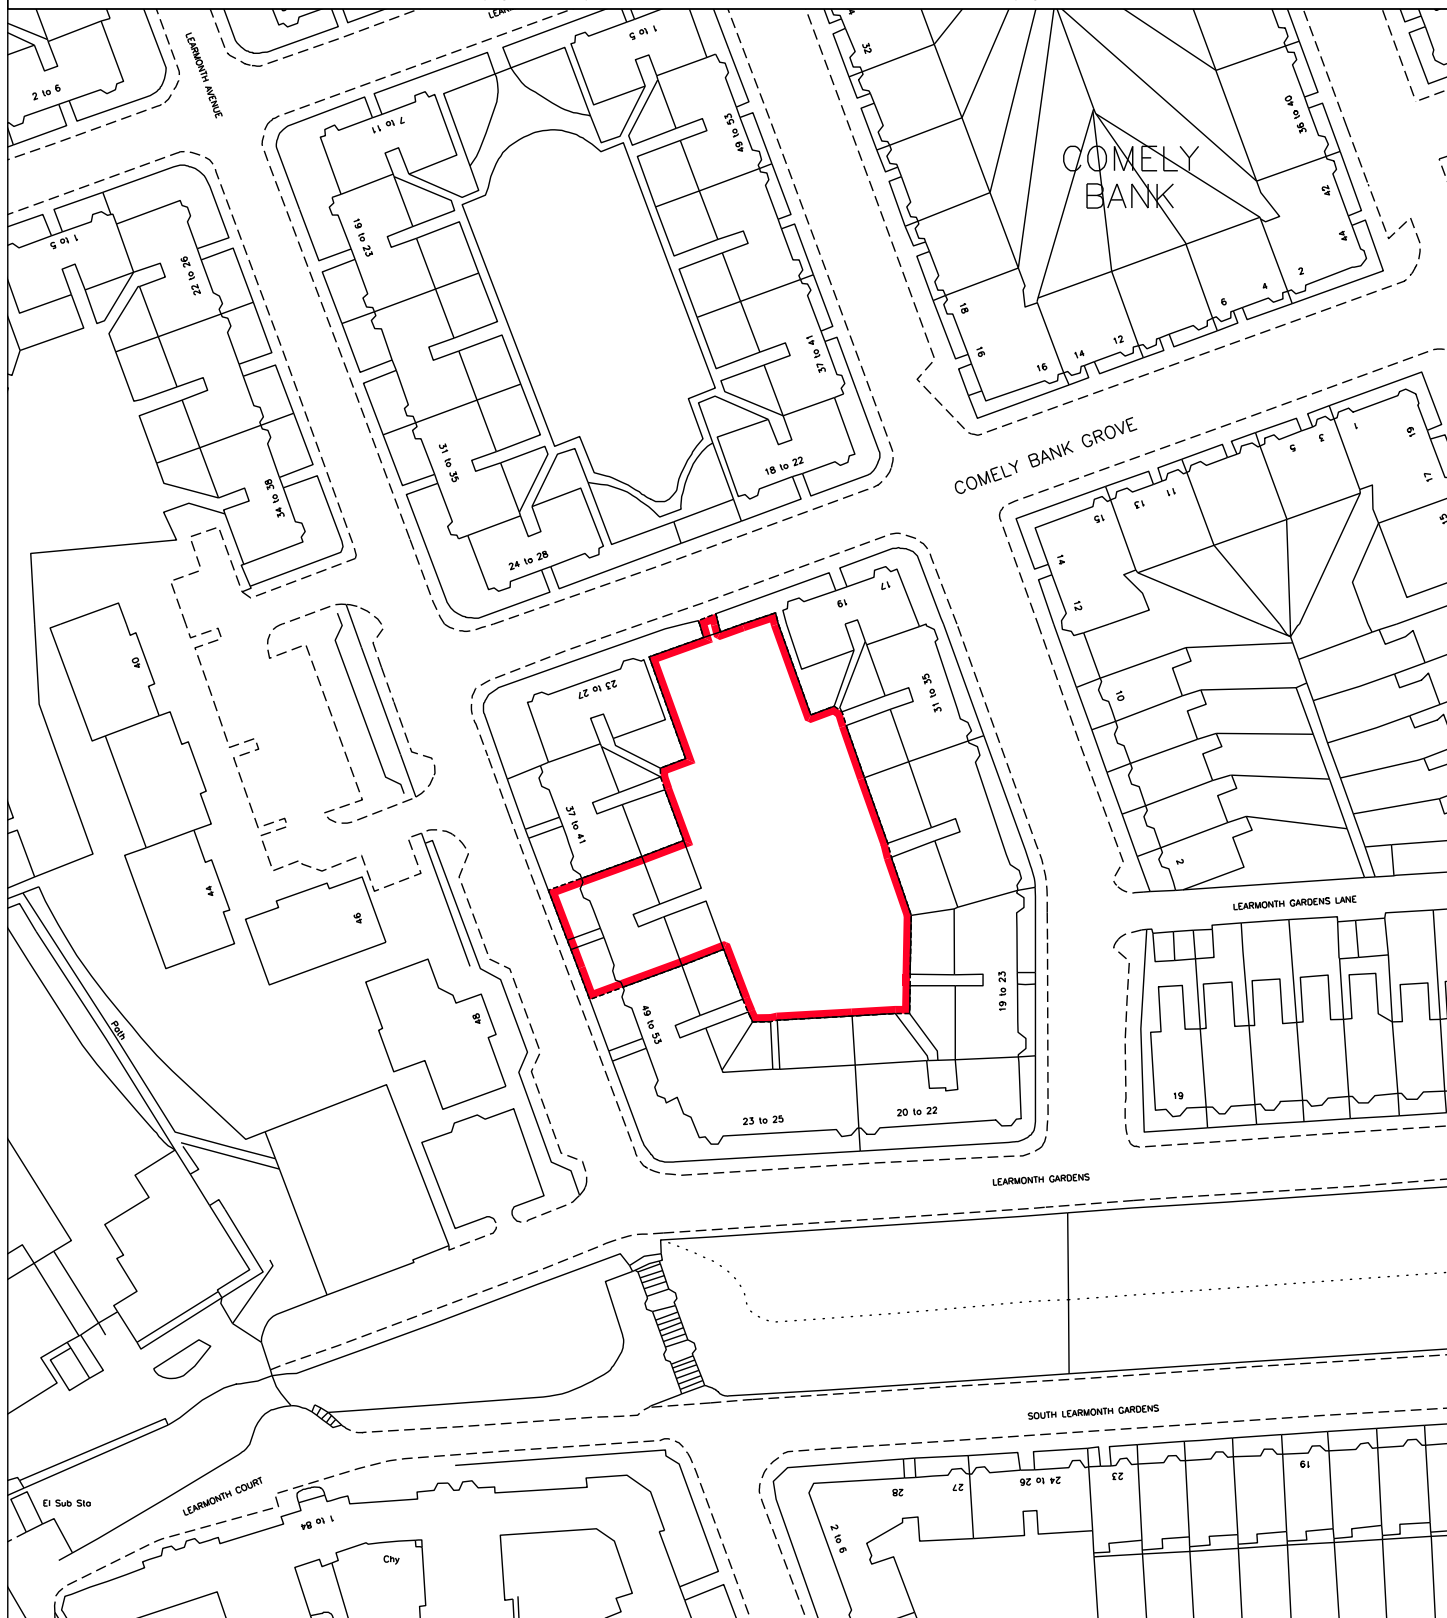 LEARMONTH AVENUE
2 to 6
7 to 11
1 to 5
32
49 to 53
36 to 40
COMELY
BANK
42
44
19 to 23
1 to 5
22 to 26
2
4
6
18
16
16
14
12
37 to 41
31 to 35
18 to 22
34 to 38
24 to 28
COMELY BANK GROVE
1
3
5
11
13
15
19
17
15
14
12
10
2
17
19
23 to 27
31 to 35
40
37 to 41
44
46
48
49 to 53
19 to 23
23 to 25
20 to 22
LEARMONTH GARDENS LANE
19
Path
LEARMONTH GARDENS
SOUTH LEARMONTH GARDENS
LEARMONTH COURT
El Sub Sta
1 to 84
Chy
28
27
24 to 26
23
19
2 to 6